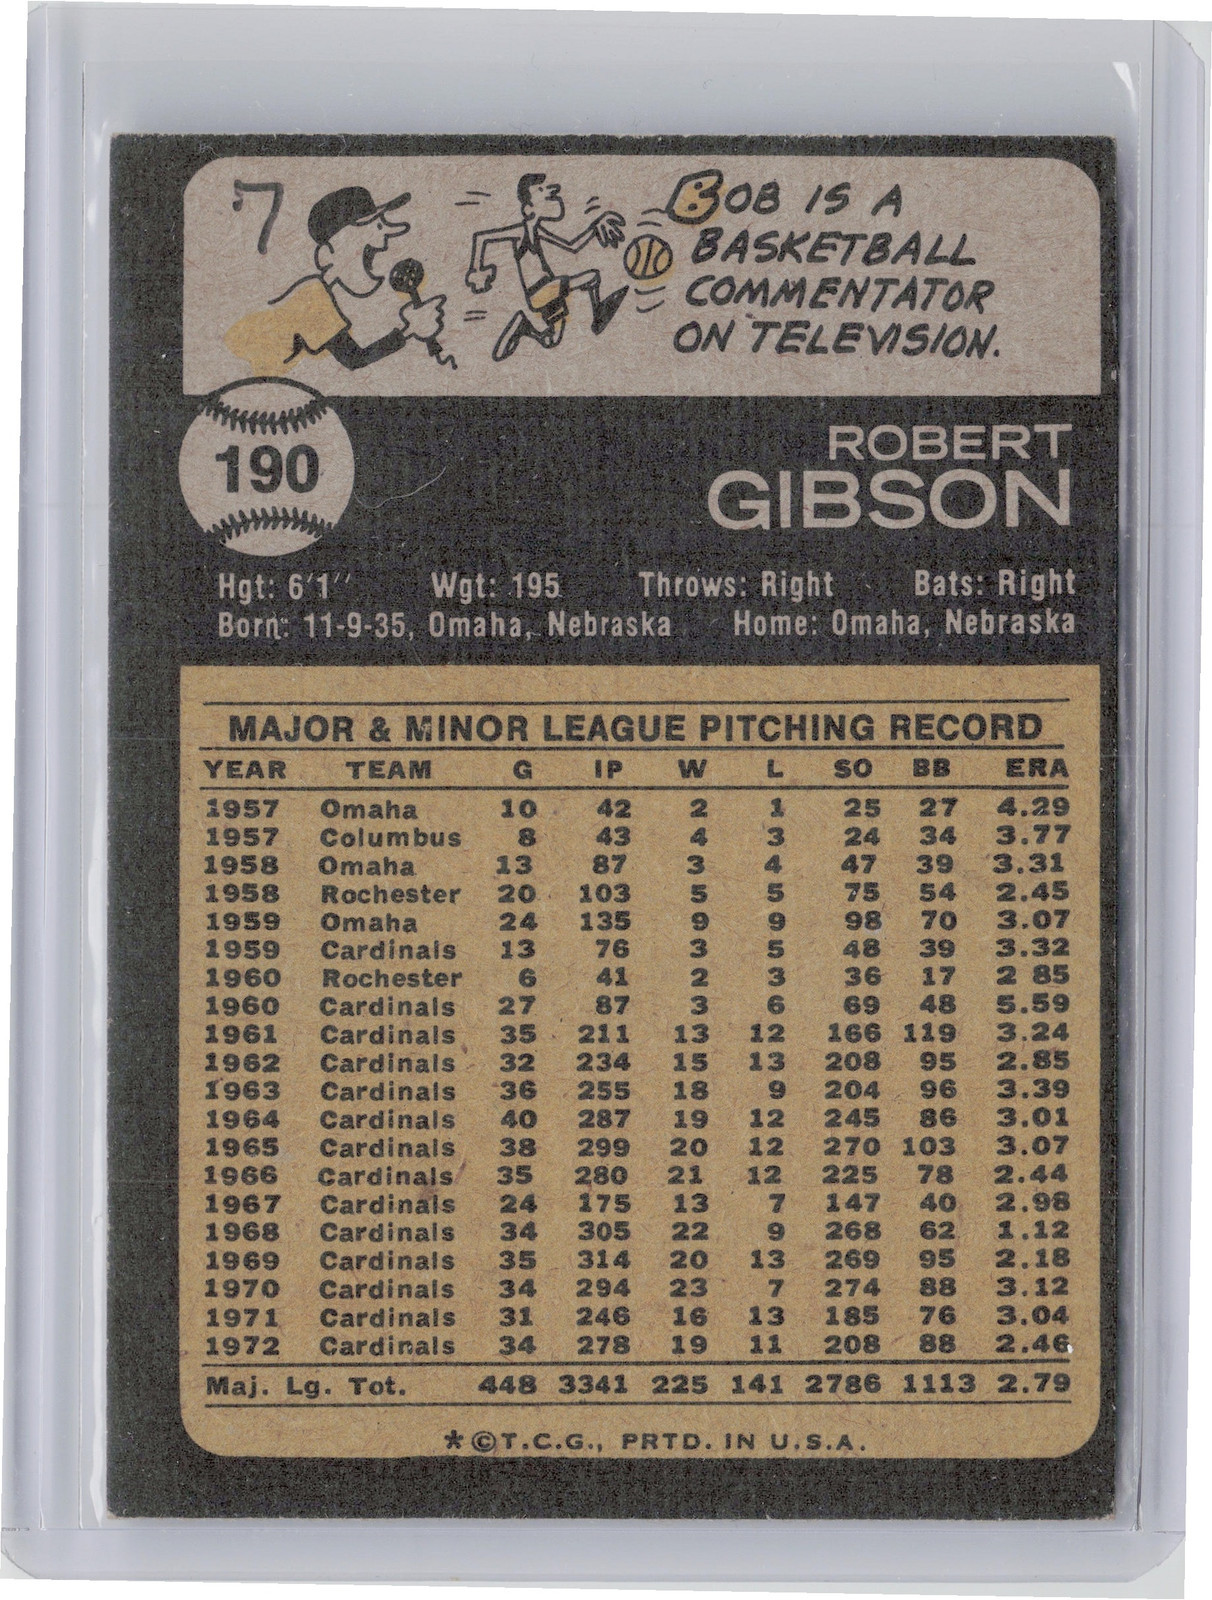 7
BOB IS A
BASKETBALL
COMMENTATOR
ON TELEVISION.
190
ROBERT
GIBSON
Hgt: 6'1" Wgt: 195 Throws: Right Bats: Right
Born: 11-9-35, Omaha, Nebraska Home: Omaha, Nebraska
MAJOR & MINOR LEAGUE PITCHING RECORD
YEAR TEAM G IP W L SO BB ERA
1957 Omaha 10 42 2 1 25 27 4.29
1957 Columbus 8 43 4 3 24 34 3.77
1958 Omaha 13 87 3 4 47 39 3.31
1958 Rochester 20 103 5 5 75 54 2.45
1959 Omaha 24 135 9 9 98 70 3.07
1959 Cardinals 13 76 3 5 48 39 3.32
1960 Rochester 6 41 2 3 36 17 2 85
1960 Cardinals 27 87 3 6 69 48 5.59
1961 Cardinals 35 211 13 12 166 119 3.24
1962 Cardinals 32 234 15 13 208 95 2.85
1963 Cardinals 36 255 18 9 204 96 3.39
1964 Cardinals 40 287 19 12 245 86 3.01
1965 Cardinals 38 299 20 12 270 103 3.07
1966 Cardinals 35 280 21 12 225 78 2.44
1967 Cardinals 24 175 13 7 147 40 2.98
1968 Cardinals 34 305 22 9 268 62 1.12
1969 Cardinals 35 314 20 13 269 95 2.18
1970 Cardinals 34 294 23 7 274 88 3.12
1971 Cardinals 31 246 16 13 185 76 3.04
1972 Cardinals 34 278 19 11 208 88 2.46
Maj. Lg. Tot. 448 3341 225 141 2786 1113 2.79
*©T.C.G., PRTD. IN U.S.A.